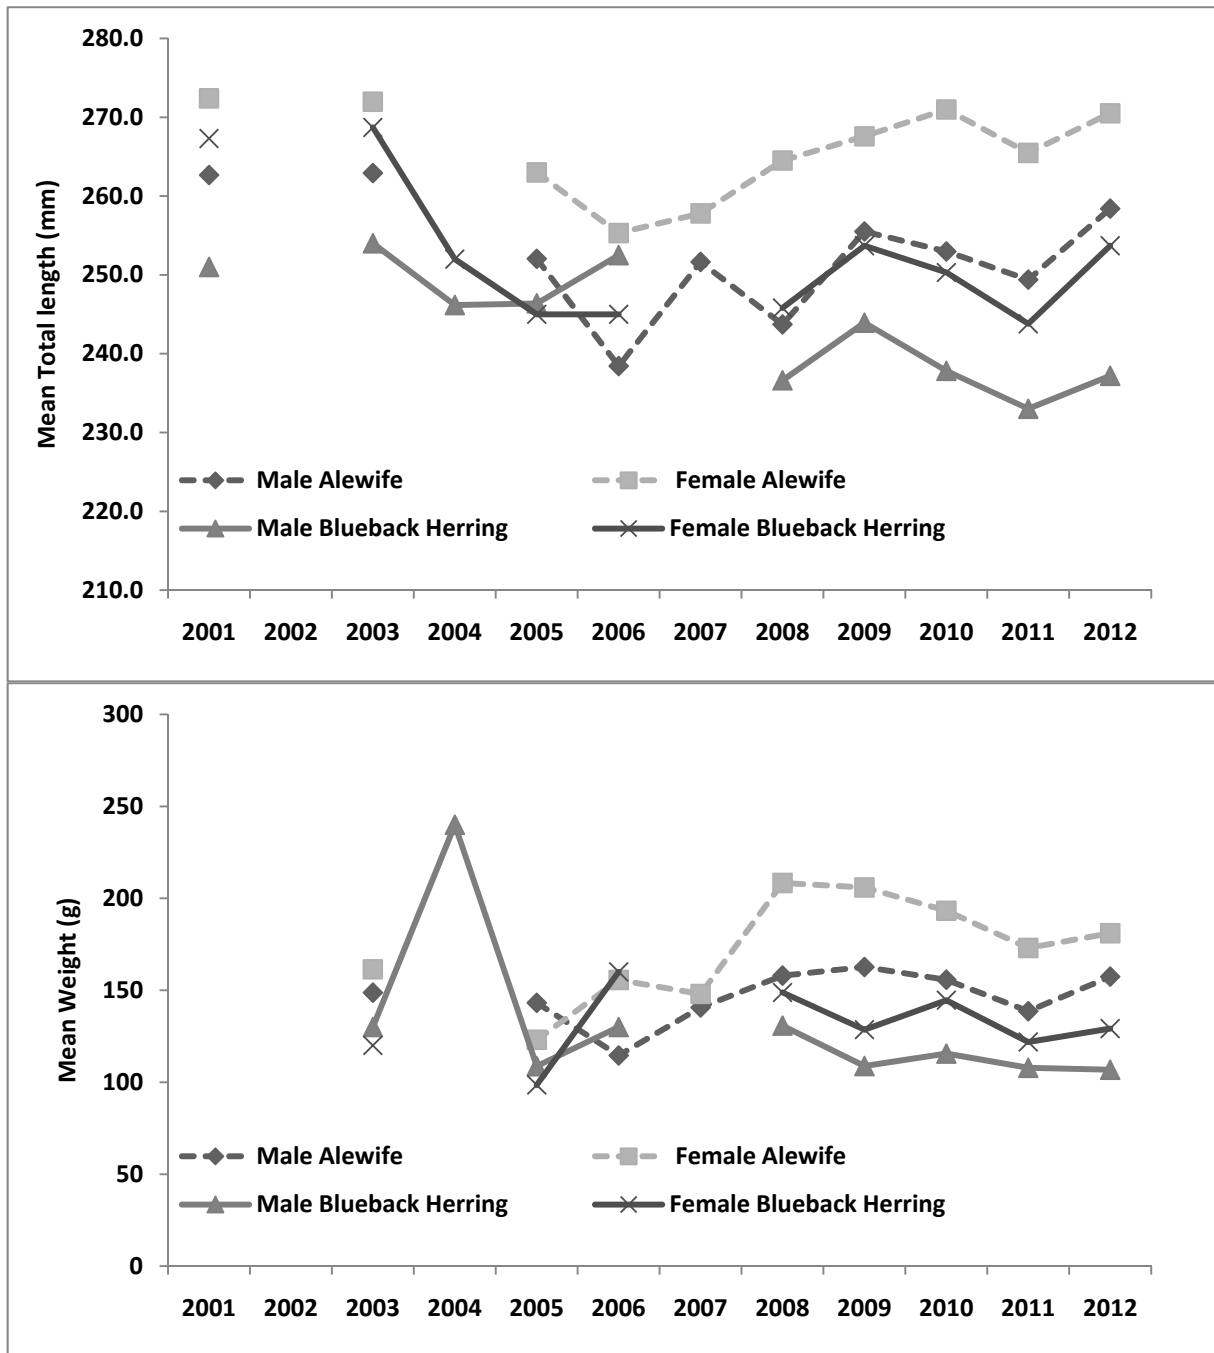 280.0
270.0
260.0
250.0
240.0
230.0
220.0
210.0
Mean Total length (mm)
Male Alewife Female Alewife
Male Blueback Herring Female Blueback Herring
2001 2002 2003 2004 2005 2006 2007 2008 2009 2010 2011 2012
300
250
200
150
100
50
0
Mean Weight (g)
Male Alewife Female Alewife
Male Blueback Herring Female Blueback Herring
2001 2002 2003 2004 2005 2006 2007 2008 2009 2010 2011 2012